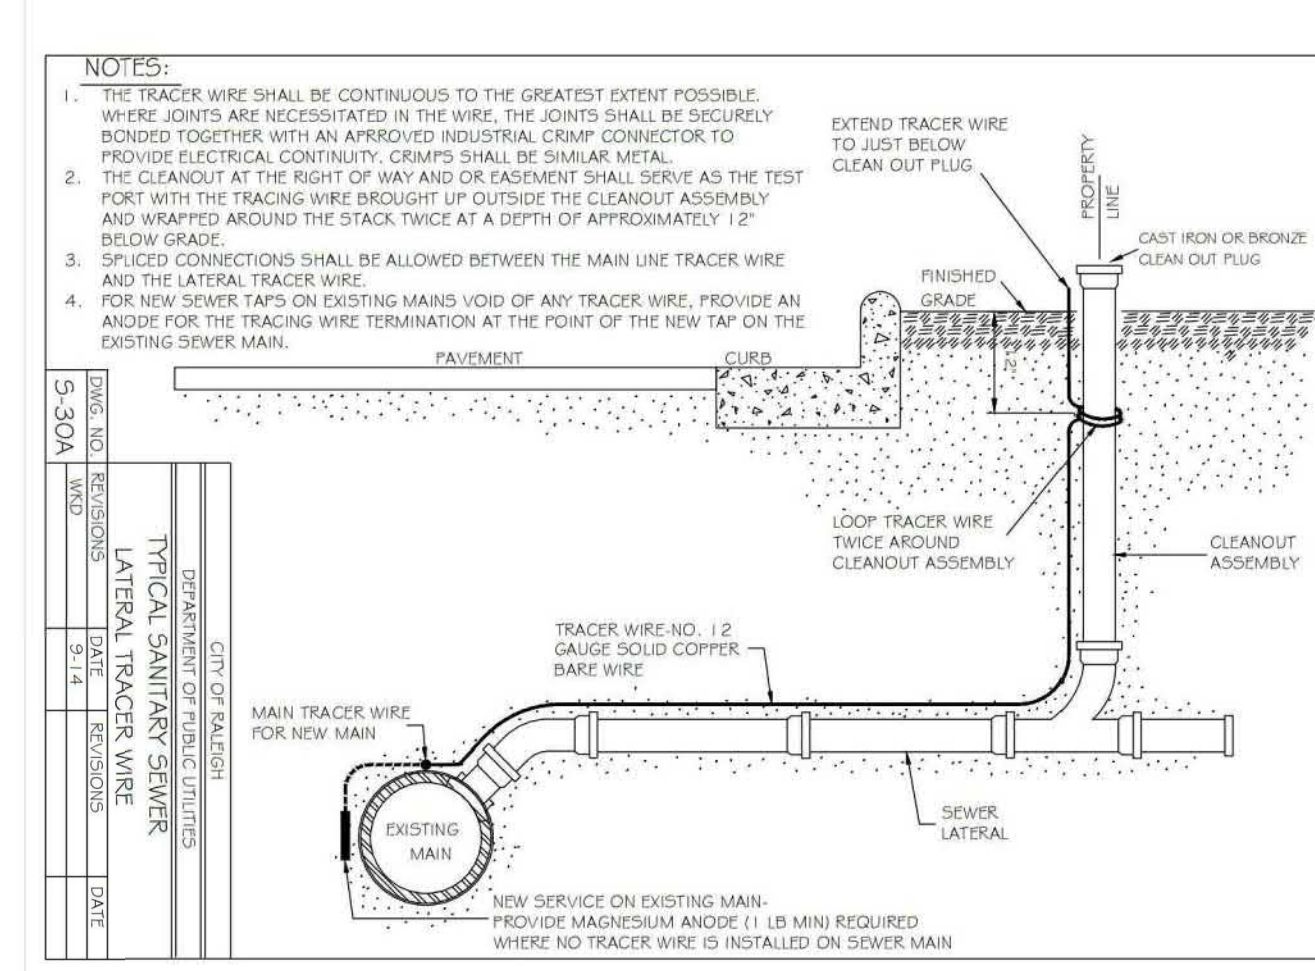 NOTES:
1. THE TRACER WIRE SHALL BE CONTINUOUS TO THE GREATEST EXTENT POSSIBLE.
WHERE JOINTS ARE NECESSITATED IN THE WIRE, THE JOINTS SHALL BE SECURELY
BONDED TOGETHER WITH AN APRROVED INDUSTRIAL CRIMP CONNECTOR TO
PROVIDE ELECTRICAL CONTINUITY. CRIMPS SHALL BE SIMILAR METAL.
2. THE CLEANOUT AT THE RIGHT OF WAY AND OR EASEMENT SHALL SERVE AS THE TEST
PORT WITH THE TRACING WIRE BROUGHT UP OUTSIDE THE CLEANOUT ASSEMBLY
AND WRAPPED AROUND THE STACK TWICE AT A DEPTH OF APPROXIMATELY 12"
BELOW GRADE.
3. SPLICED CONNECTIONS SHALL BE ALLOWED BETWEEN THE MAIN LINE TRACER WIRE
AND THE LATERAL TRACER WIRE.
4. FOR NEW SEWER TAPS ON EXISTING MAINS VOID OF ANY TRACER WIRE, PROVIDE AN
ANODE FOR THE TRACING WIRE TERMINATION AT THE POINT OF THE NEW TAP ON THE
EXISTING SEWER MAIN.
EXTEND TRACER WIRE
TO JUST BELOW
CLEAN OUT PLUG
PROPERTY
LINE
CAST IRON OR BRONZE
CLEAN OUT PLUG
FINISHED
GRADE
PAVEMENT
CURB
12"
LOOP TRACER WIRE
TWICE AROUND
CLEANOUT ASSEMBLY
CLEANOUT
ASSEMBLY
TRACER WIRE-NO. 12
GAUGE SOLID COPPER
BARE WIRE
MAIN TRACER WIRE
FOR NEW MAIN
EXISTING
MAIN
SEWER
LATERAL
NEW SERVICE ON EXISTING MAIN-
PROVIDE MAGNESIUM ANODE (1 LB MIN) REQUIRED
WHERE NO TRACER WIRE IS INSTALLED ON SEWER MAIN
CITY OF RALEIGH
DEPARTMENT OF PUBLIC UTILITIES
TYPICAL SANITARY SEWER
LATERAL TRACER WIRE
DWG. NO.
REVISIONS
DATE
REVISIONS
DATE
S-30A
WKD
9-14